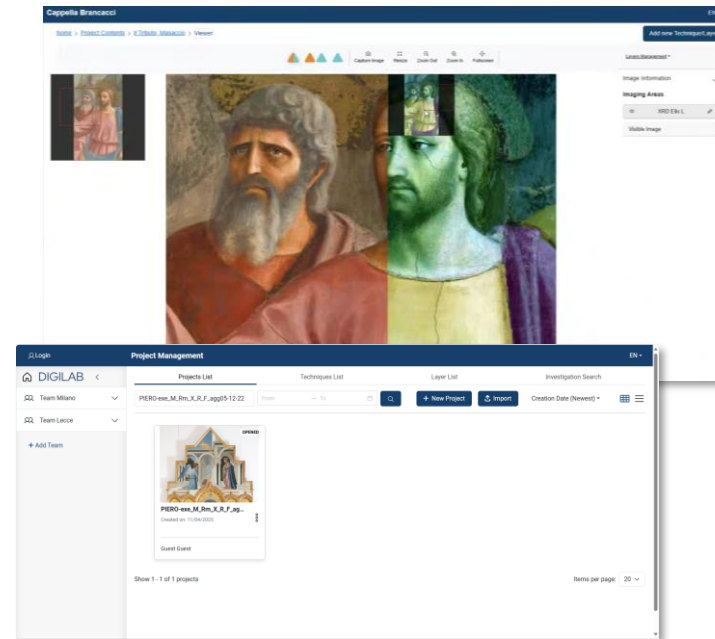 Cappella Brancacci
EN
home > Project Contents > Il Tributo, Masaccio > Viewer
Add new Technique/Laye
Capture Image Resize Zoom Out Zoom In Fullscreen
Layers Management
Image Information
Imaging Areas
Visible Image
Login
Project Management
EN
DIGILAB
Projects List Techniques List Layer List Investigation Search
Team Milano
PIERO-exe_M_Rm_X_R_F_agg05-12-22
From – To
+ New Project
Import
Creation Date (Newest)
Team Lecce
+ Add Team
OPENED
PIERO-exe_M_Rm_X_R_F_ag...
Created on 11/04/2025
Guest Guest
Show 1 - 1 of 1 projects
Items per page: 20